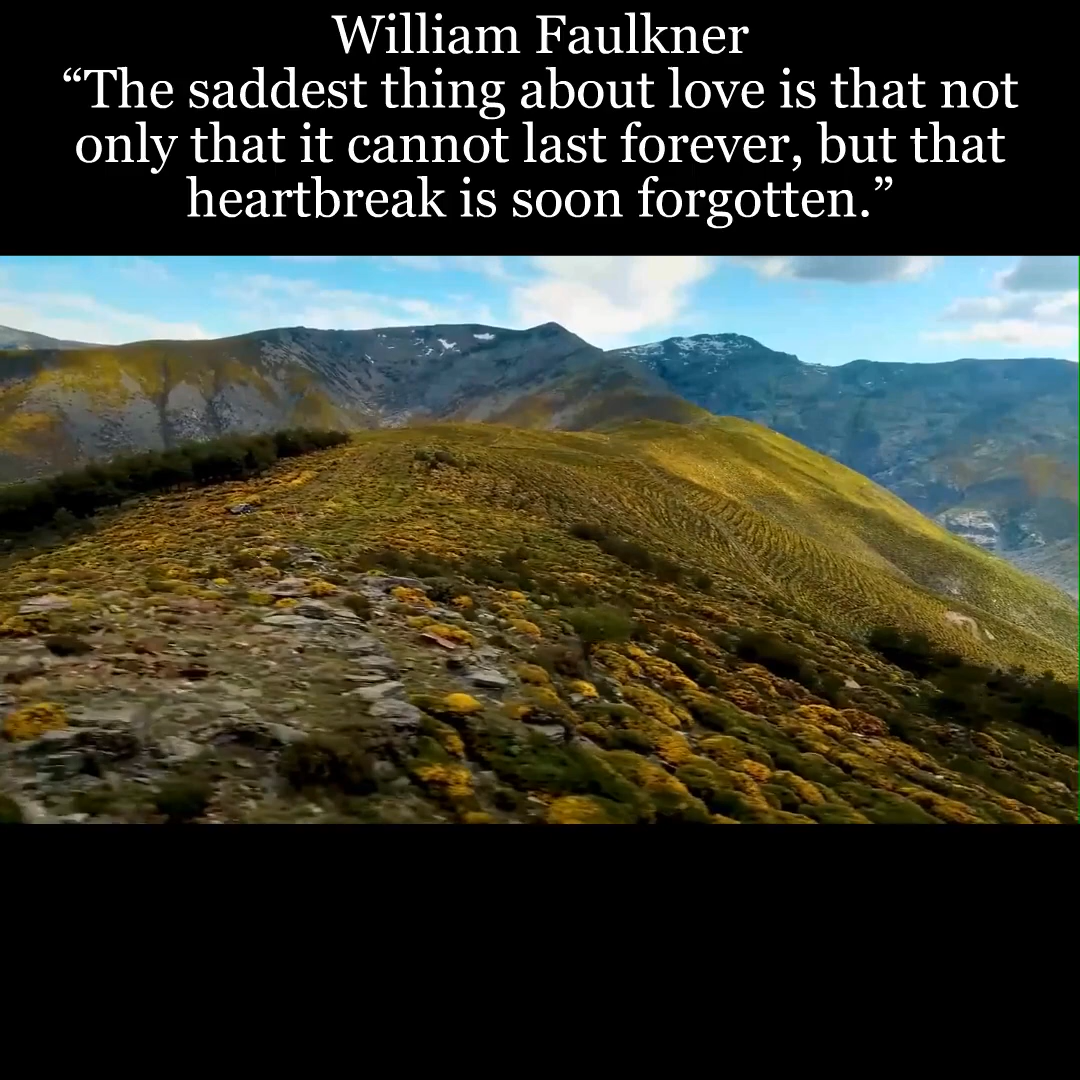 William Faulkner
“The saddest thing about love is that not
only that it cannot last forever, but that
heartbreak is soon forgotten.”